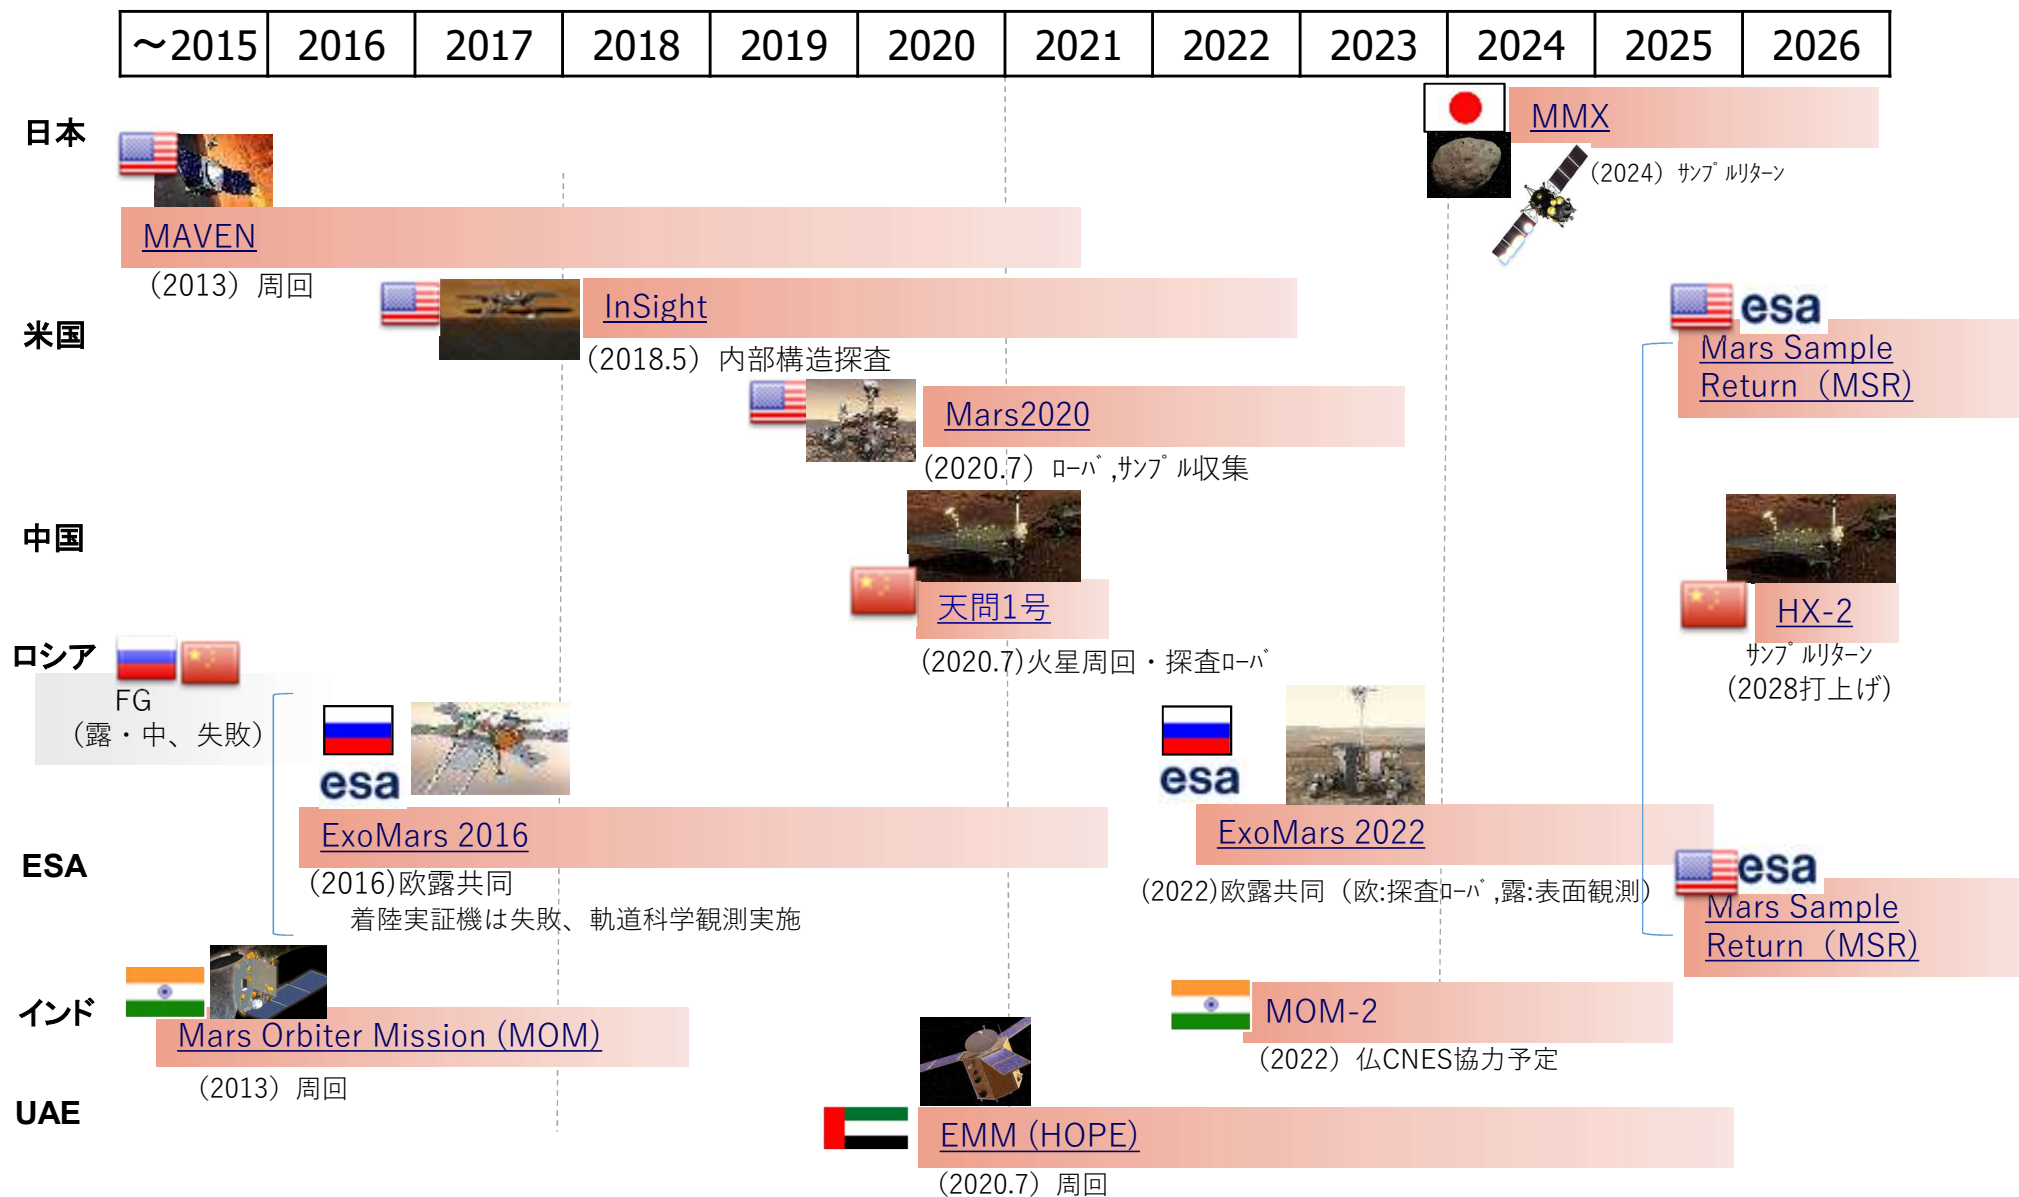 ～2015 2016 2017 2018 2019 2020 2021 2022 2023 2024 2025 2026
日本
MMX
(2024) ｻﾝﾌﾟﾙﾘﾀｰﾝ
MAVEN
(2013) 周回
米国
InSight
(2018.5) 内部構造探査
esa
Mars Sample
Return (MSR)
Mars2020
(2020.7) ﾛｰﾊﾞ,ｻﾝﾌﾟﾙ収集
中国
天問1号
(2020.7)火星周回・探査ﾛｰﾊﾞ
HX-2
ｻﾝﾌﾟﾙﾘﾀｰﾝ
(2028打上げ)
ロシア
FG
(露・中、失敗)
esa
ExoMars 2016
(2016)欧露共同
着陸実証機は失敗、軌道科学観測実施
esa
ExoMars 2022
(2022)欧露共同 (欧:探査ﾛｰﾊﾞ,露:表面観測)
ESA
esa
Mars Sample
Return (MSR)
インド
Mars Orbiter Mission (MOM)
(2013) 周回
MOM-2
(2022) 仏CNES協力予定
UAE
EMM (HOPE)
(2020.7) 周回